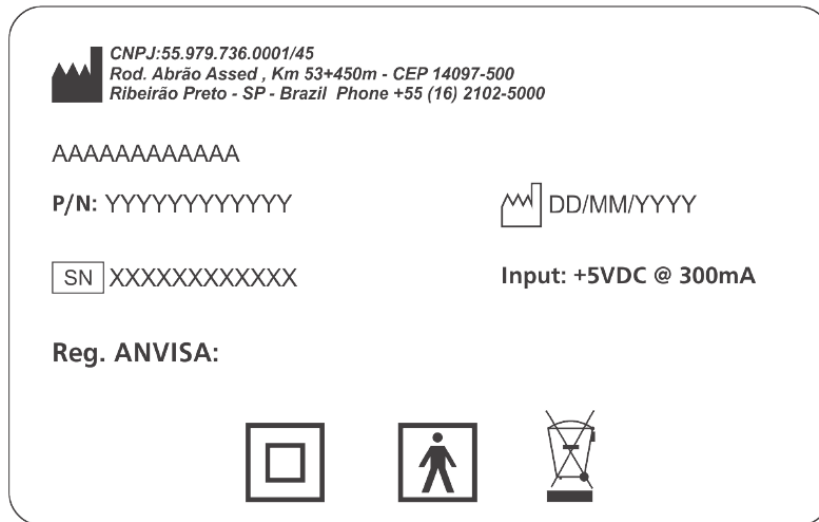 CNPJ:55.979.736.0001/45
Rod. Abrão Assed , Km 53+450m - CEP 14097-500
Ribeirão Preto - SP - Brazil Phone +55 (16) 2102-5000
AAAAAAAAAAAA
P/N: YYYYYYYYYYYY
DD/MM/YYYY
SN XXXXXXXXXXXX
Input: +5VDC @ 300mA
Reg. ANVISA: